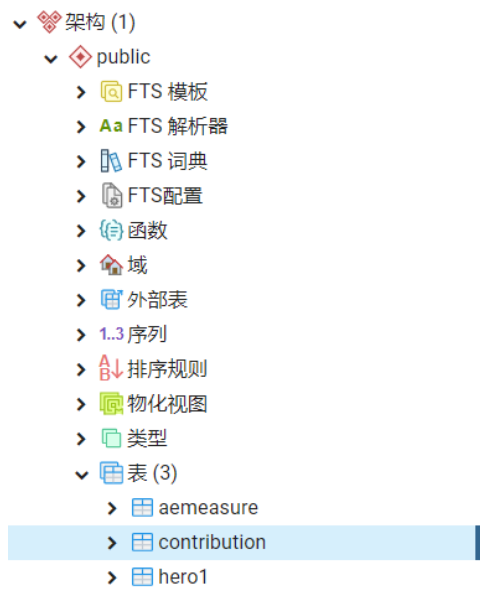 架构 (1)
public
FTS 模板
Aa FTS 解析器
FTS 词典
FTS配置
函数
域
外部表
1..3 序列
AB 排序规则
物化视图
类型
表 (3)
aemeasure
contribution
hero1